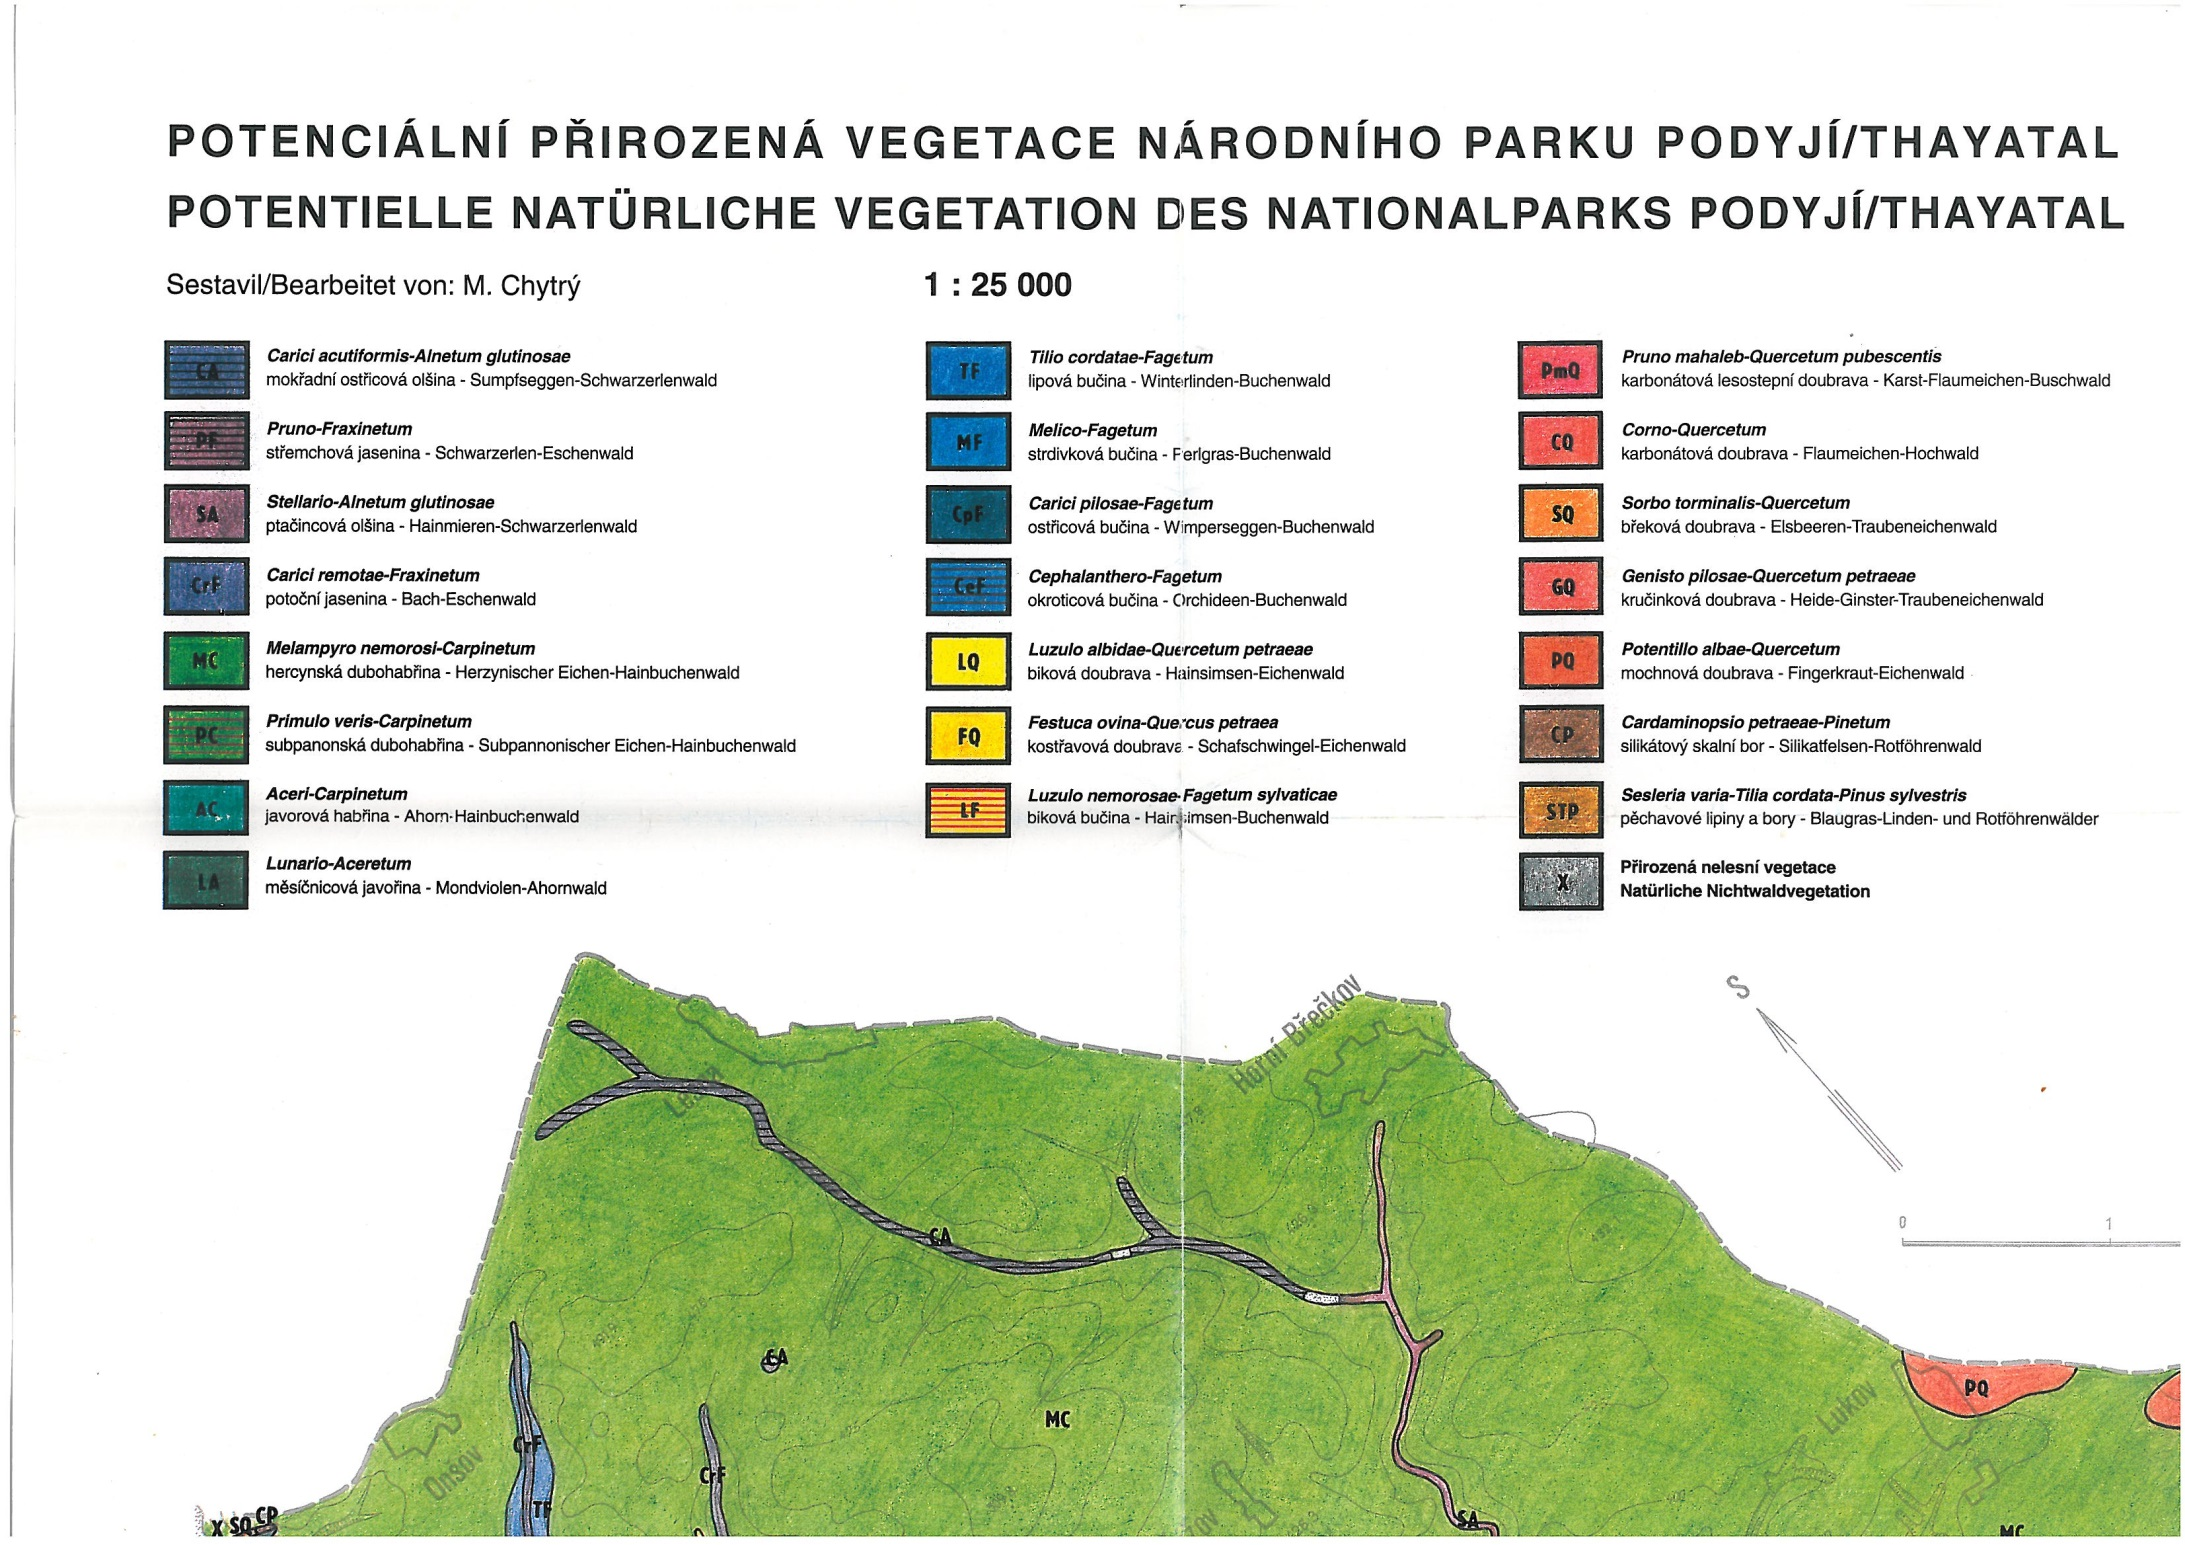 POTENCIÁLNÍ PŘIROZENÁ VEGETACE NÁRODNÍHO PARKU PODYJÍ/THAYATAL
POTENTIELLE NATÜRLICHE VEGETATION DES NATIONALPARKS PODYJÍ/THAYATAL
Sestavil/Bearbeitet von: M. Chytrý
1 : 25 000
CA
Carici acutiformis-Alnetum glutinosae
mokřadní ostřicová olšina - Sumpfseggen-Schwarzerlenwald
PF
Pruno-Fraxinetum
střemchová jasenina - Schwarzerlen-Eschenwald
SA
Stellario-Alnetum glutinosae
ptačincová olšina - Hainmieren-Schwarzerlenwald
CrF
Carici remotae-Fraxinetum
potoční jasenina - Bach-Eschenwald
MC
Melampyro nemorosi-Carpinetum
hercynská dubohabřina - Herzynischer Eichen-Hainbuchenwald
PC
Primulo veris-Carpinetum
subpanonská dubohabřina - Subpannonischer Eichen-Hainbuchenwald
AC
Aceri-Carpinetum
javorová habřina - Ahorn-Hainbuchenwald
LA
Lunario-Aceretum
měsíčnicová javořina - Mondviolen-Ahornwald
TF
Tilio cordatae-Fagetum
lipová bučina - Winterlinden-Buchenwald
MF
Melico-Fagetum
strdivková bučina - Perlgras-Buchenwald
CpF
Carici pilosae-Fagetum
ostřicová bučina - Wimperseggen-Buchenwald
CeF
Cephalanthero-Fagetum
okroticová bučina - Orchideen-Buchenwald
LQ
Luzulo albidae-Quercetum petraeae
biková doubrava - Hainsimsen-Eichenwald
FQ
Festuca ovina-Quercus petraea
kostřavová doubrava - Schafschwingel-Eichenwald
LF
Luzulo nemorosae-Fagetum sylvaticae
biková bučina - Hainsimsen-Buchenwald
PmQ
Pruno mahaleb-Quercetum pubescentis
karbonátová lesostepní doubrava - Karst-Flaumeichen-Buschwald
CQ
Corno-Quercetum
karbonátová doubrava - Flaumeichen-Hochwald
SQ
Sorbo torminalis-Quercetum
břeková doubrava - Elsbeeren-Traubeneichenwald
GQ
Genisto pilosae-Quercetum petraeae
kručinková doubrava - Heide-Ginster-Traubeneichenwald
PQ
Potentillo albae-Quercetum
mochnová doubrava - Fingerkraut-Eichenwald
CP
Cardaminopsio petraeae-Pinetum
silikátový skalní bor - Silikatfelsen-Rotföhrenwald
STP
Sesleria varia-Tilia cordata-Pinus sylvestris
pěchavové lipiny a bory - Blaugras-Linden- und Rotföhrenwälder
X
Přirozená nelesní vegetace
Natürliche Nichtwaldvegetation
Horní Břečkov
S
0 1
CA
CA
MC
PQ
Lukov
Onšov
CrF
CrF
TF
X SQ CP
SA
MC